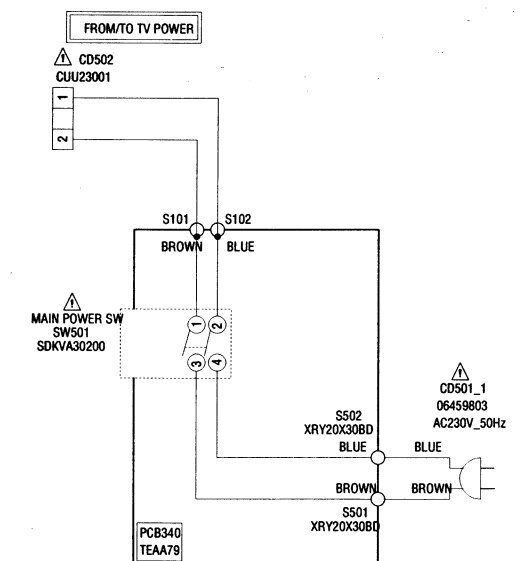 FROM/TO TV POWER
CD502
CUU23001
1
2
S101
S102
BROWN
BLUE
MAIN POWER SW
SW501
SDKVA30200
1
2
3
4
CD501_1
06459803
AC230V_50Hz
S502
XRY20X30BD
BLUE
BLUE
BROWN
BROWN
S501
XRY20X30BD
PCB340
TEAA79